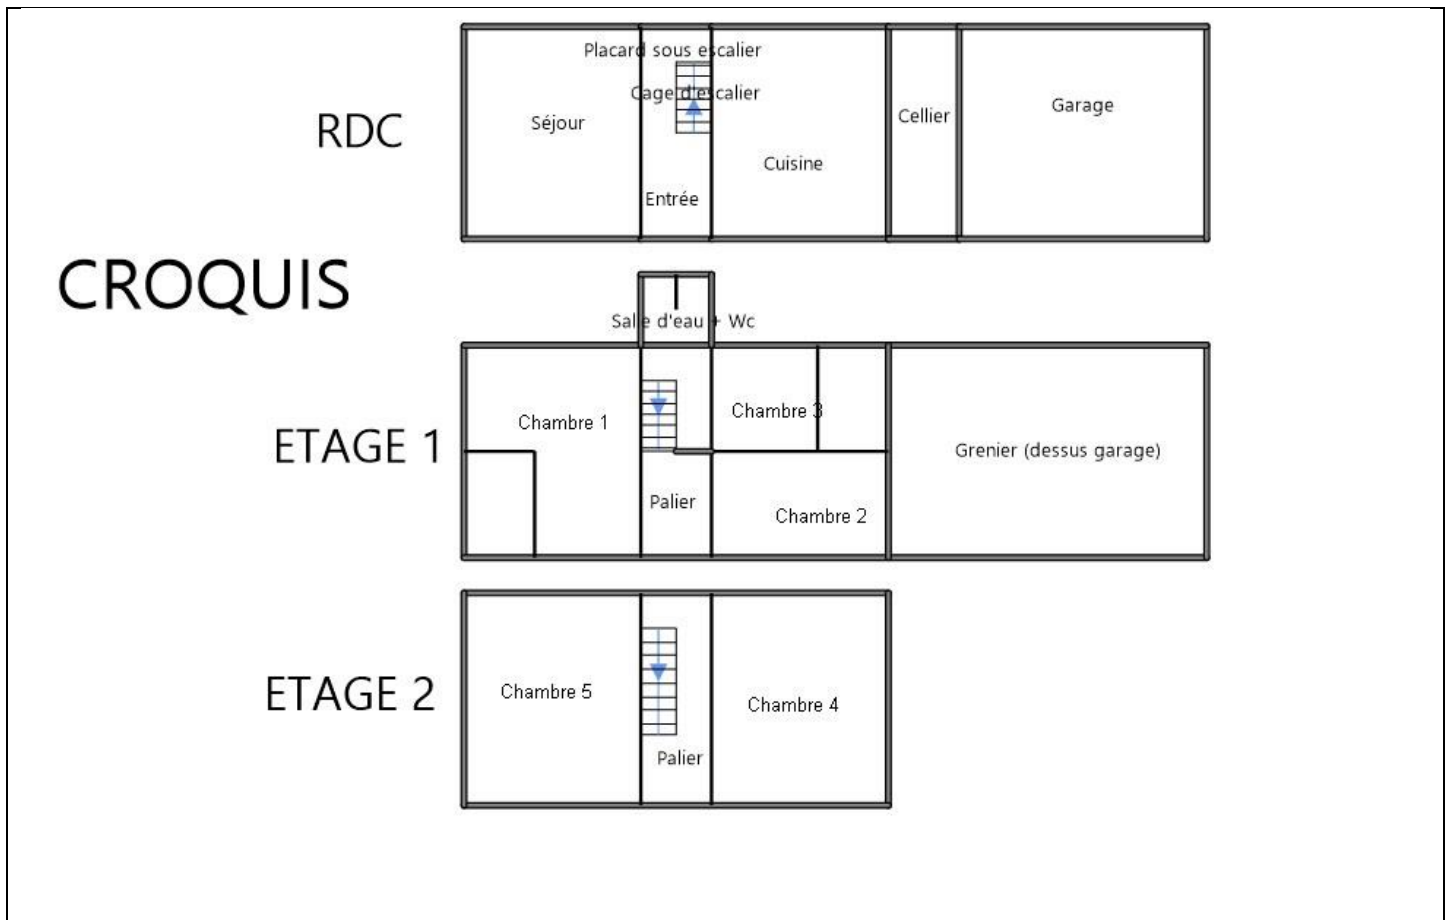 Placard sous escalier
Cage d'escalier
RDC
Séjour
Cellier
Garage
Cuisine
Entrée
CROQUIS
Salle d'eau + Wc
ETAGE 1
Chambre 1
Chambre 3
Grenier (dessus garage)
Palier
Chambre 2
ETAGE 2
Chambre 5
Chambre 4
Palier